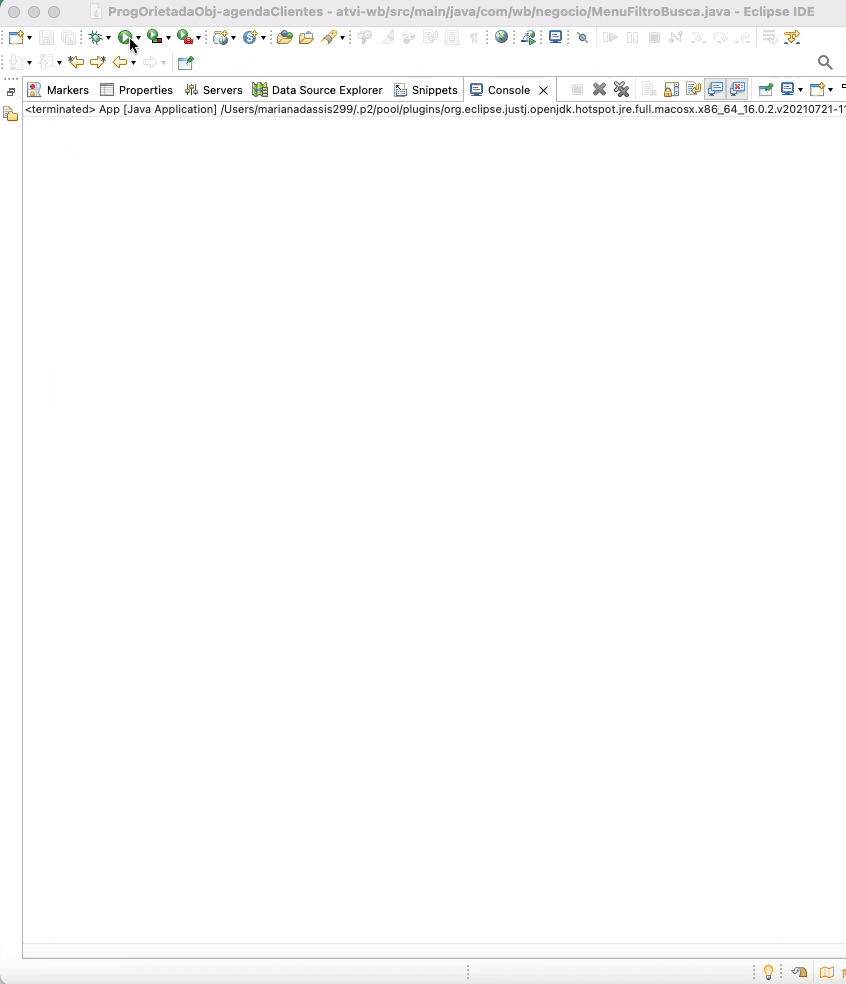 ProgOrietadaObj-agendaClientes - atvi-wb/src/main/java/com/wb/negocio/MenuFiltroBusca.java - Eclipse IDE
Markers Properties Servers Data Source Explorer Snippets Console
<terminated> App [Java Application] /Users/marianadassis299/.p2/pool/plugins/org.eclipse.justj.openjdk.hotspot.jre.full.macosx.x86_64_16.0.2.v20210721-11